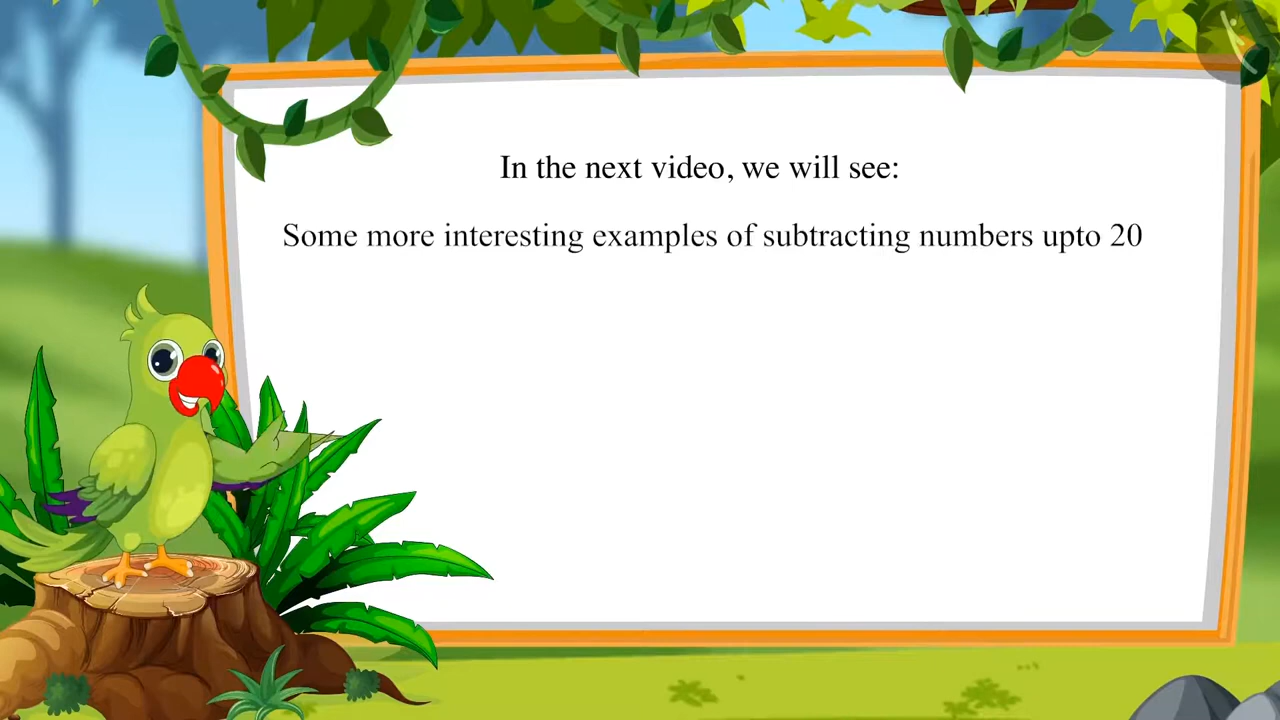 In the next video, we will see:
Some more interesting examples of subtracting numbers upto 20